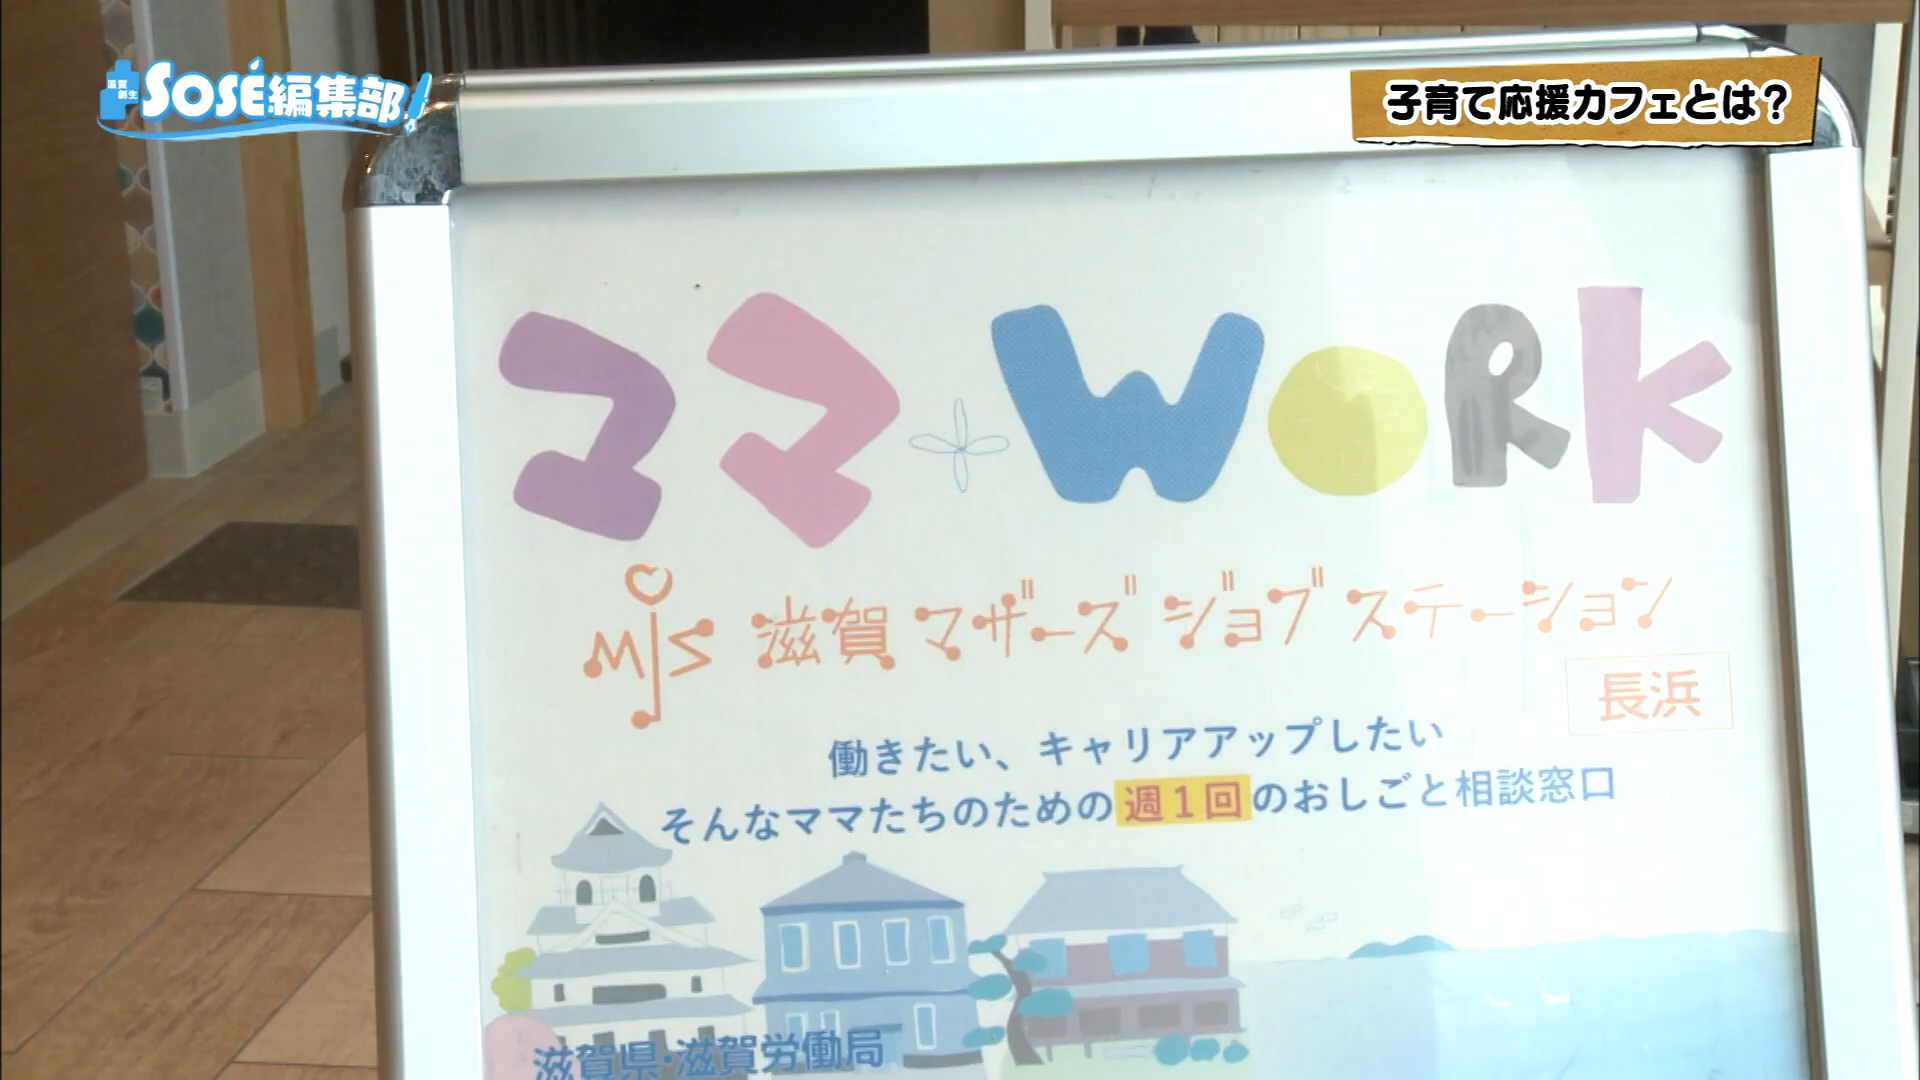 滋賀創生 SOSÉ編集部!
子育て応援カフェとは?
ママ+WORK
MJS 滋賀マザーズジョブステーション
長浜
働きたい、キャリアアップしたい
そんなママたちのための週1回のおしごと相談窓口
滋賀県・滋賀労働局